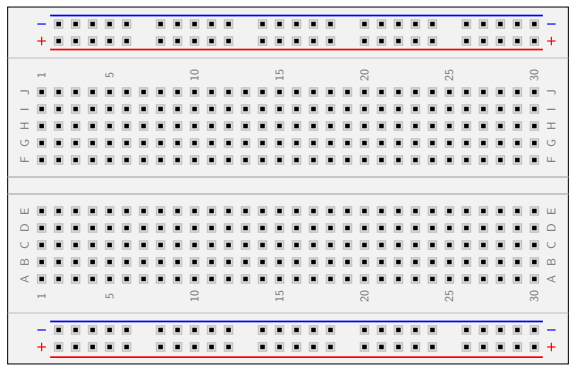 − −
+ +
1 5 10 15 20 25 30
J J
I I
H H
G G
F F
E E
D D
C C
B B
A A
1 5 10 15 20 25 30
− −
+ +